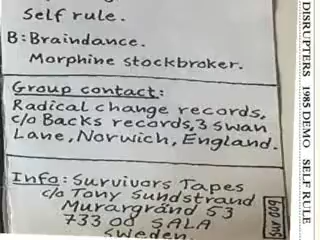 Self rule.
B: Braindance.
Morphine stockbroker.
Group contact:
Radical change records,
c/o Backs records, 3 swan
Lane, Norwich, England.
Info: Survivors Tapes
c/o Tony Sundstrand
Murargränd 53
733 00 SALA
Sweden.
DISRUPTERS 1985 DEMO SELF RULE